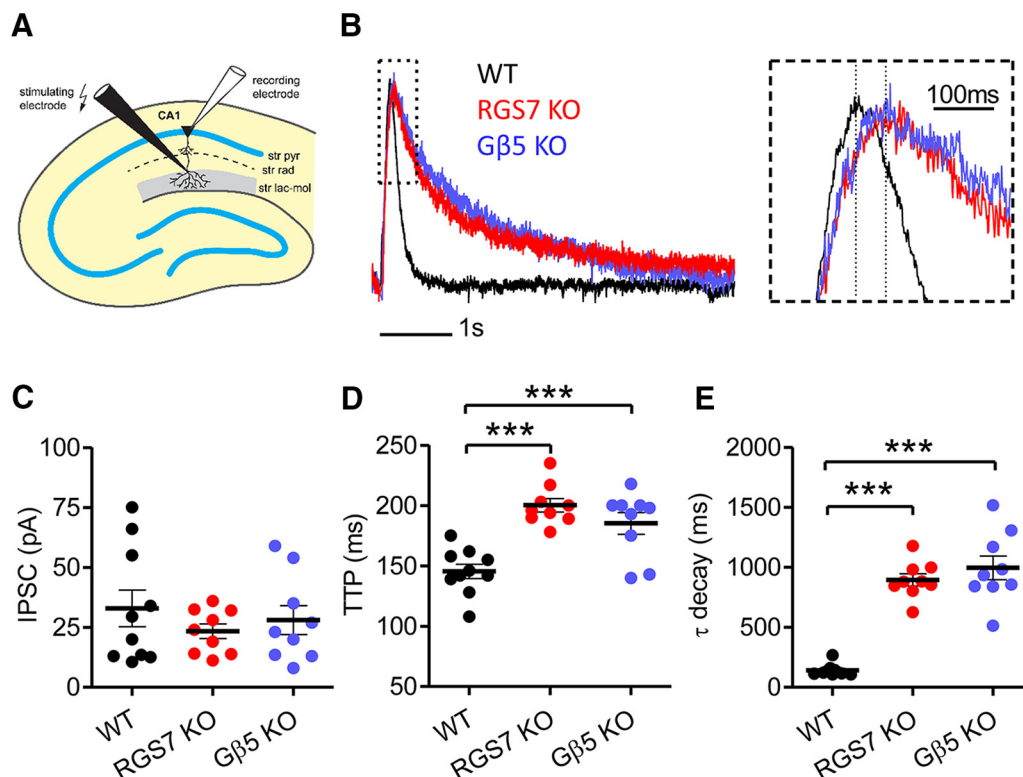 A
stimulating
electrode
recording
electrode
CA1
str pyr
str rad
str lac-mol
B
WT
RGS7 KO
Gβ5 KO
1s
100ms
C
IPSC (pA)
100
75
50
25
0
WT
RGS7 KO
Gβ5 KO
D
TTP (ms)
250
200
150
100
50
***
***
WT
RGS7 KO
Gβ5 KO
E
τ decay (ms)
2000
1500
1000
500
0
***
***
WT
RGS7 KO
Gβ5 KO